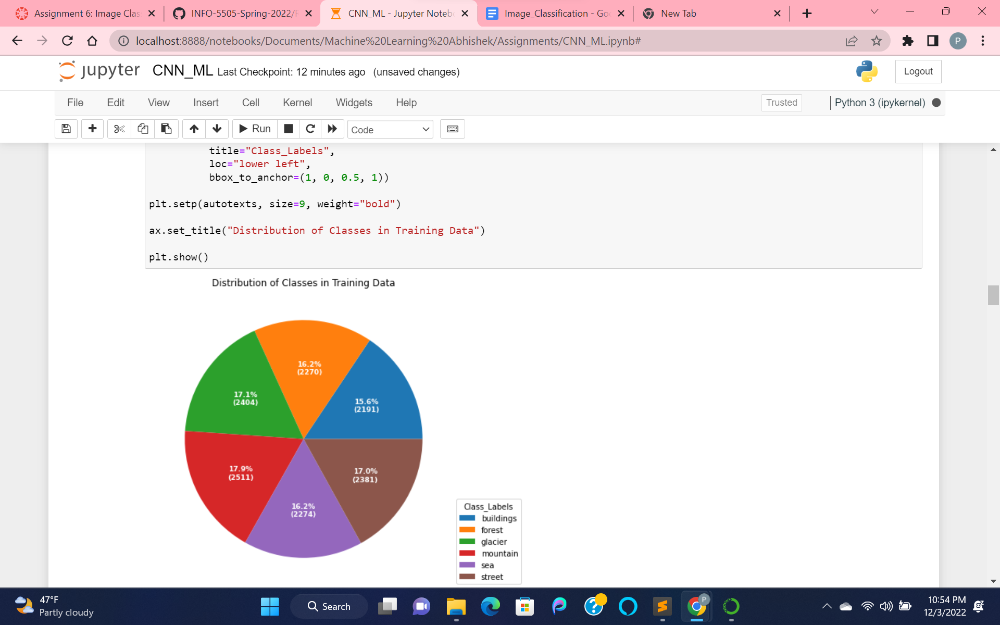 Assignment 6: Image Clas
INFO-5505-Spring-2022/F
CNN_ML - Jupyter Noteb
Image_Classification - Go
New Tab
localhost:8888/notebooks/Documents/Machine%20Learning%20Abhishek/Assignments/CNN_ML.ipynb#
P
jupyter CNN_ML Last Checkpoint: 12 minutes ago (unsaved changes)
Logout
File Edit View Insert Cell Kernel Widgets Help
Trusted
Python 3 (ipykernel)
Run
Code
title="Class_Labels",
loc="lower left",
bbox_to_anchor=(1, 0, 0.5, 1))
plt.setp(autotexts, size=9, weight="bold")
ax.set_title("Distribution of Classes in Training Data")
plt.show()
Distribution of Classes in Training Data
16.2%
(2270)
17.1%
(2404)
15.6%
(2191)
17.9%
(2511)
17.0%
(2381)
16.2%
(2274)
Class_Labels
buildings
forest
glacier
mountain
sea
street
47°F
Partly cloudy
Search
P
10:54 PM
12/3/2022